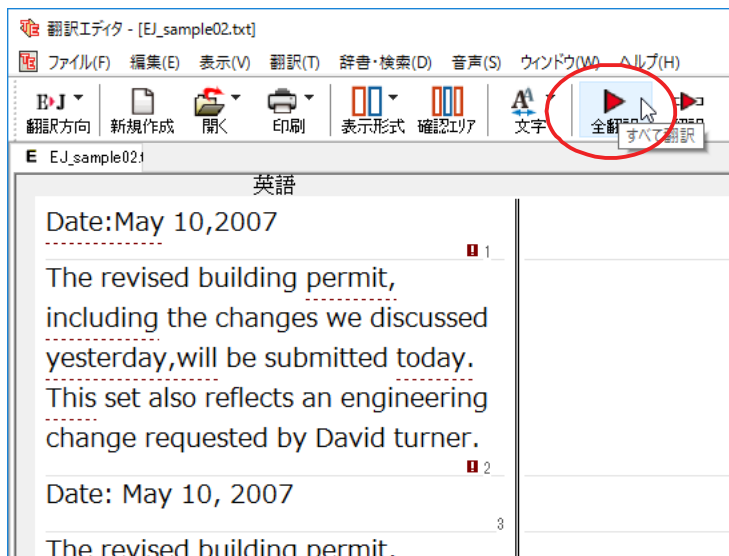 翻訳エディタ - [EJ_sample02.txt]
ファイル(F) 編集(E) 表示(V) 翻訳(T) 辞書・検索(D) 音声(S) ウィンドウ(W) ヘルプ(H)
E▸J
翻訳方向 新規作成 開く 印刷 表示形式 確認エリア 文字 全翻訳
すべて翻訳
E EJ_sample02.t
英語
Date:May 10,2007
1
The revised building permit,
including the changes we discussed
yesterday,will be submitted today.
This set also reflects an engineering
change requested by David turner.
2
Date: May 10, 2007
3
The revised building permit,